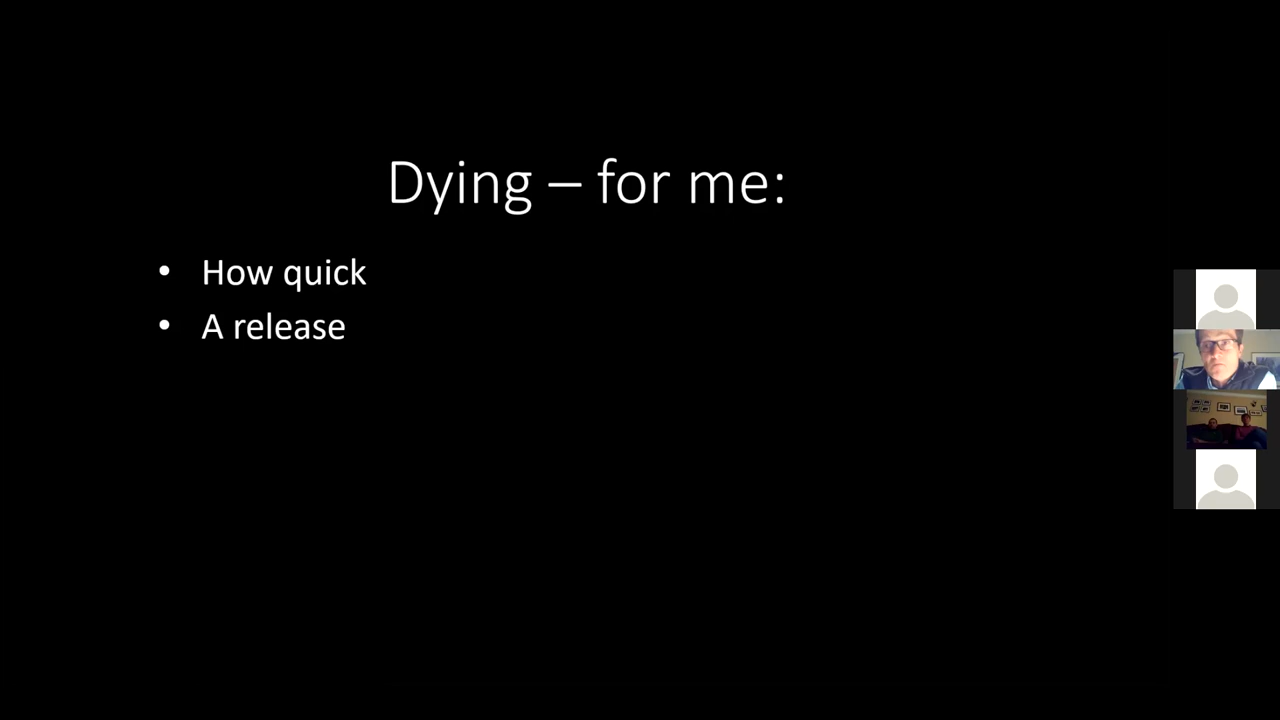 Dying – for me:
• How quick
• A release